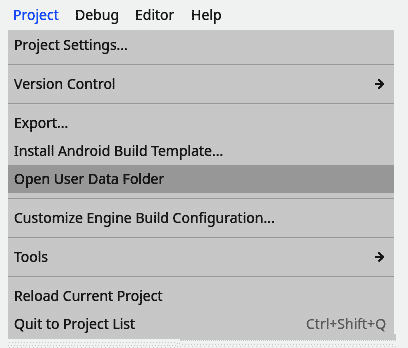 Project Debug Editor Help
Project Settings...
Version Control
Export...
Install Android Build Template...
Open User Data Folder
Customize Engine Build Configuration...
Tools
Reload Current Project
Quit to Project List Ctrl+Shift+Q